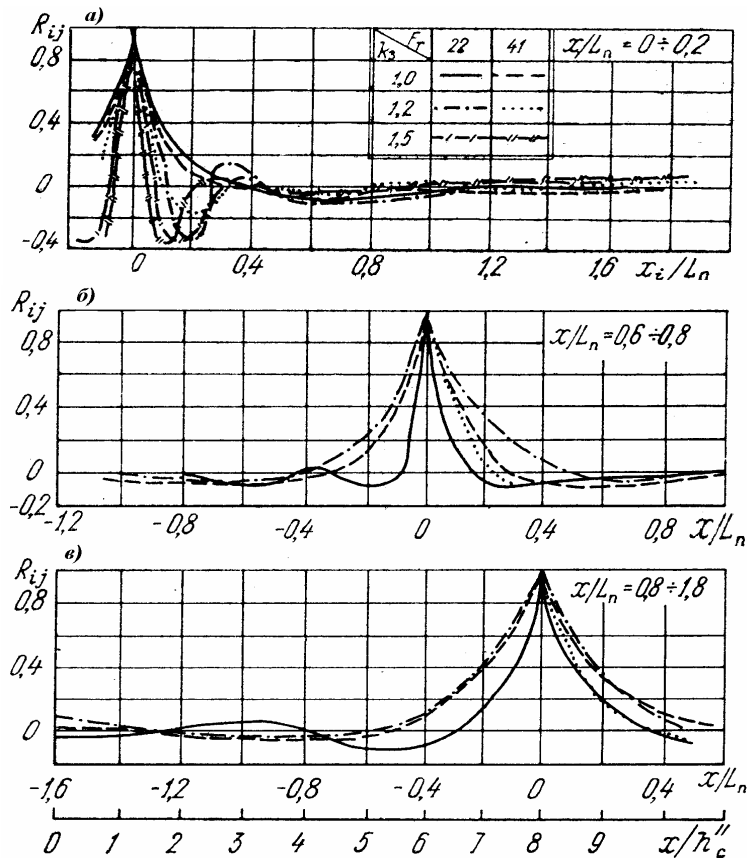 а)
R_ij
0,8
0,4
0
-0,4
k_з F_r 22 41
1,0
1,2
1,5
x/L_п = 0÷0,2
0 0,4 0,8 1,2 1,6 x_i/L_п
б)
R_ij
0,8
0,4
0
-0,2
x/L_п = 0,6÷0,8
-1,2 -0,8 -0,4 0 0,4 0,8 x/L_п
в)
R_ij
0,8
0,4
0
x/L_п = 0,8÷1,8
-1,6 -1,2 -0,8 -0,4 0 0,4 x/L_п
0 1 2 3 4 5 6 7 8 9 x/h''_c